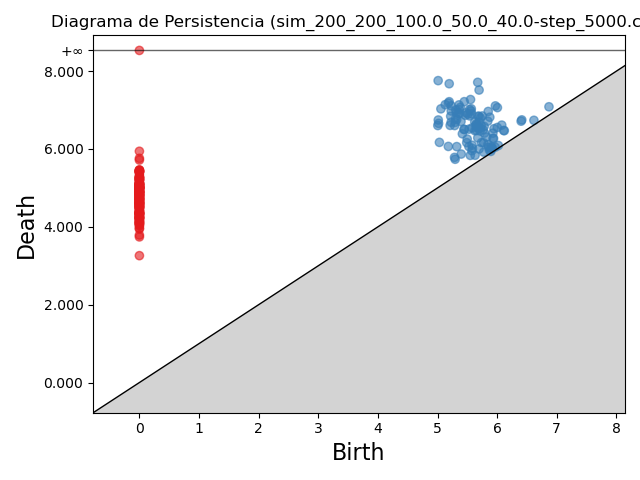 Diagrama de Persistencia (sim_200_200_100.0_50.0_40.0-step_5000.c
+∞
8.000
6.000
4.000
2.000
0.000
Death
0 1 2 3 4 5 6 7 8
Birth